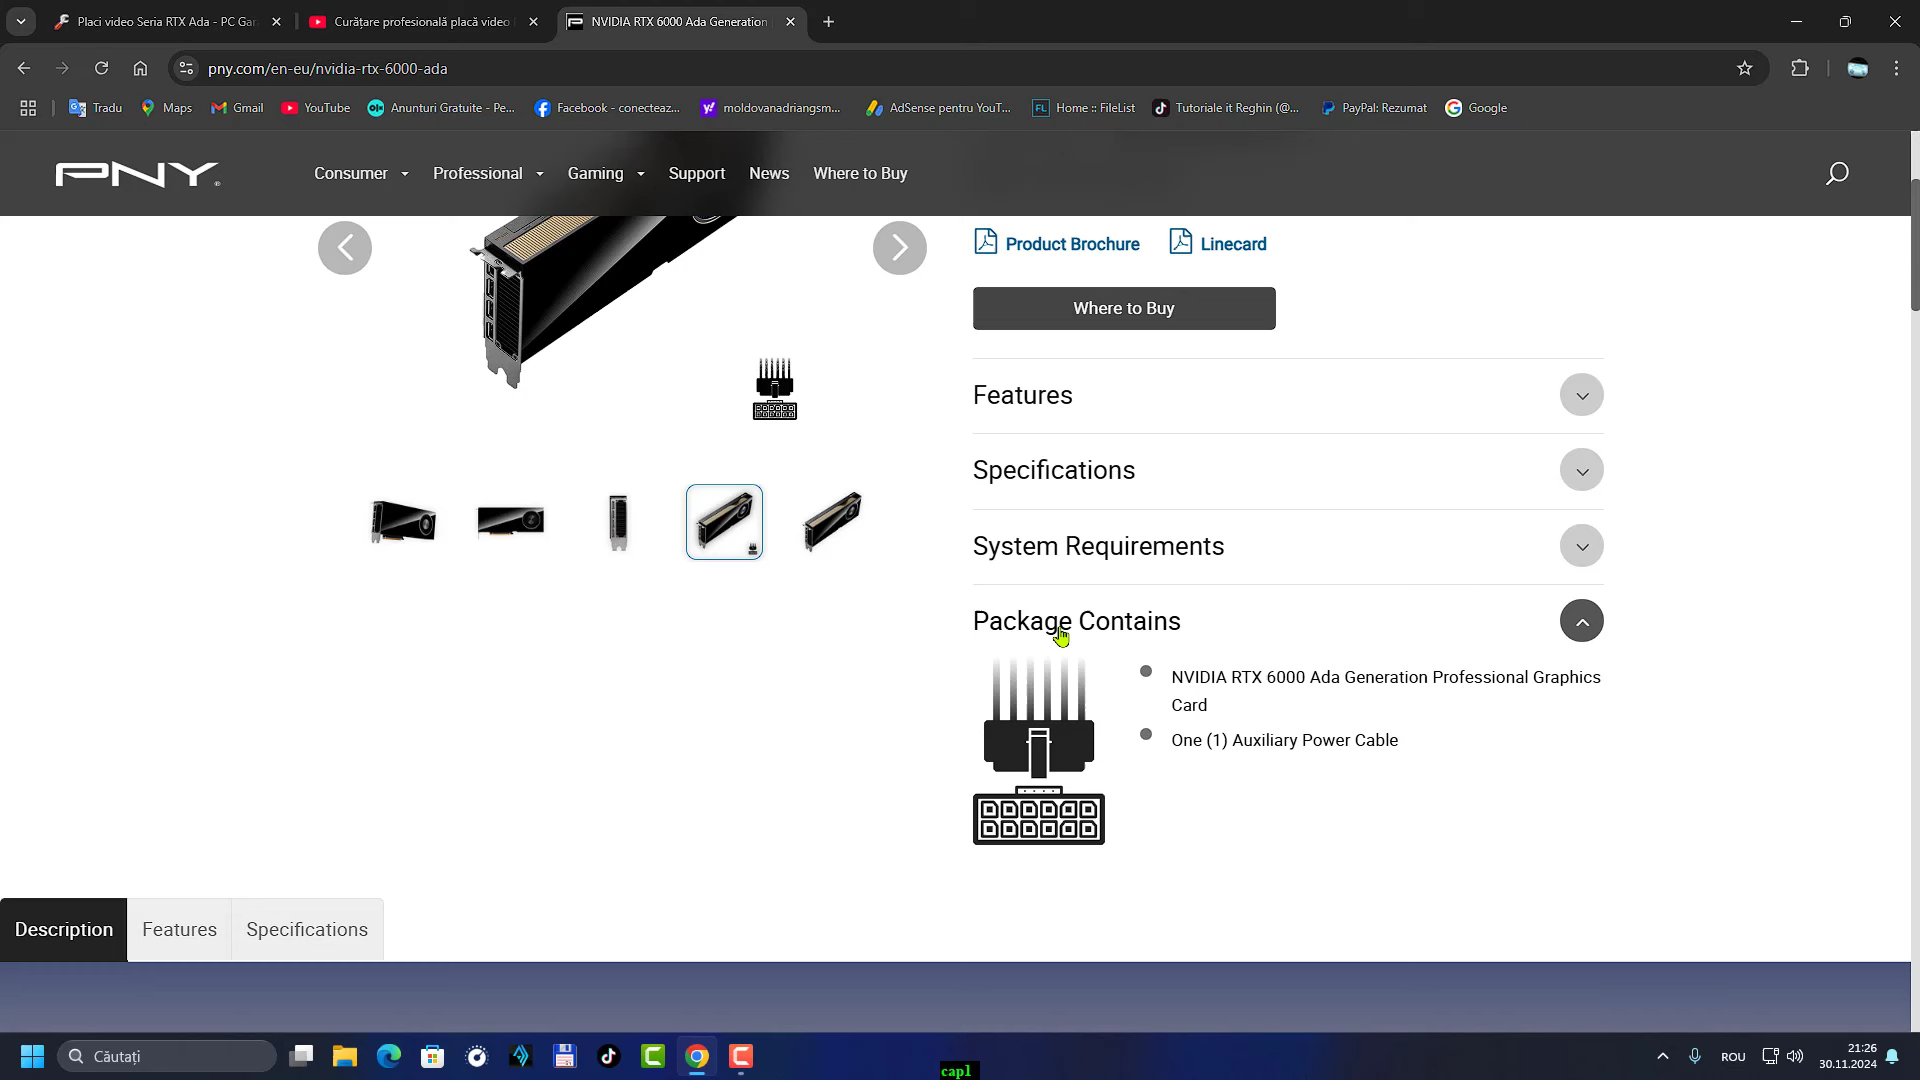 Placi video Seria RTX Ada - PC Gar
Curățare profesională placă video
NVIDIA RTX 6000 Ada Generation
pny.com/en-eu/nvidia-rtx-6000-ada
Tradu
Maps
Gmail
YouTube
Anunturi Gratuite - Pe...
Facebook - conecteaz...
moldovanadriangsm...
AdSense pentru YouT...
Home :: FileList
Tutoriale it Reghin (@...
PayPal: Rezumat
Google
PNY
Consumer
Professional
Gaming
Support
News
Where to Buy
Product Brochure
Linecard
Where to Buy
Features
Specifications
System Requirements
Package Contains
NVIDIA RTX 6000 Ada Generation Professional Graphics
Card
One (1) Auxiliary Power Cable
Description
Features
Specifications
Căutați
capl
ROU
21:26
30.11.2024